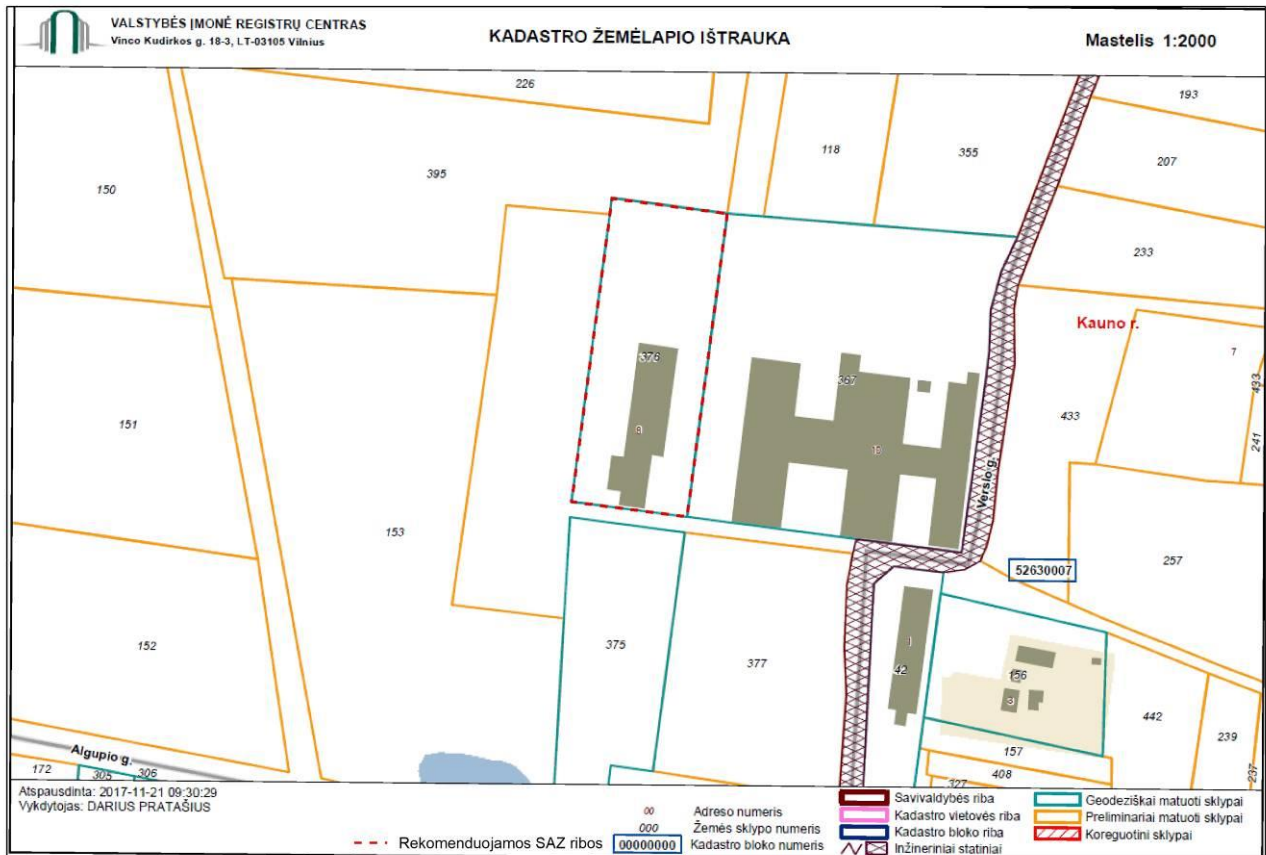 VALSTYBĖS ĮMONĖ REGISTRŲ CENTRAS
Vinco Kudirkos g. 18-3, LT-03105 Vilnius
KADASTRO ŽEMĖLAPIO IŠTRAUKA
Mastelis 1:2000
226
193
118
355
207
395
150
233
Kauno r.
7
376
367
433
433
151
241
10
Verslo g.
153
52630007
257
152
375
377
1
42
156
3
442
239
157
Algupio g.
408
172
305
306
327
237
Atspausdinta: 2017-11-21 09:30:29
Vykdytojas: DARIUS PRATAŠIUS
Rekomenduojamos SAZ ribos
00 Adreso numeris
000 Žemės sklypo numeris
00000000 Kadastro bloko numeris
Savivaldybės riba
Kadastro vietovės riba
Kadastro bloko riba
Inžineriniai statiniai
Geodeziškai matuoti sklypai
Preliminariai matuoti sklypai
Koreguotini sklypai